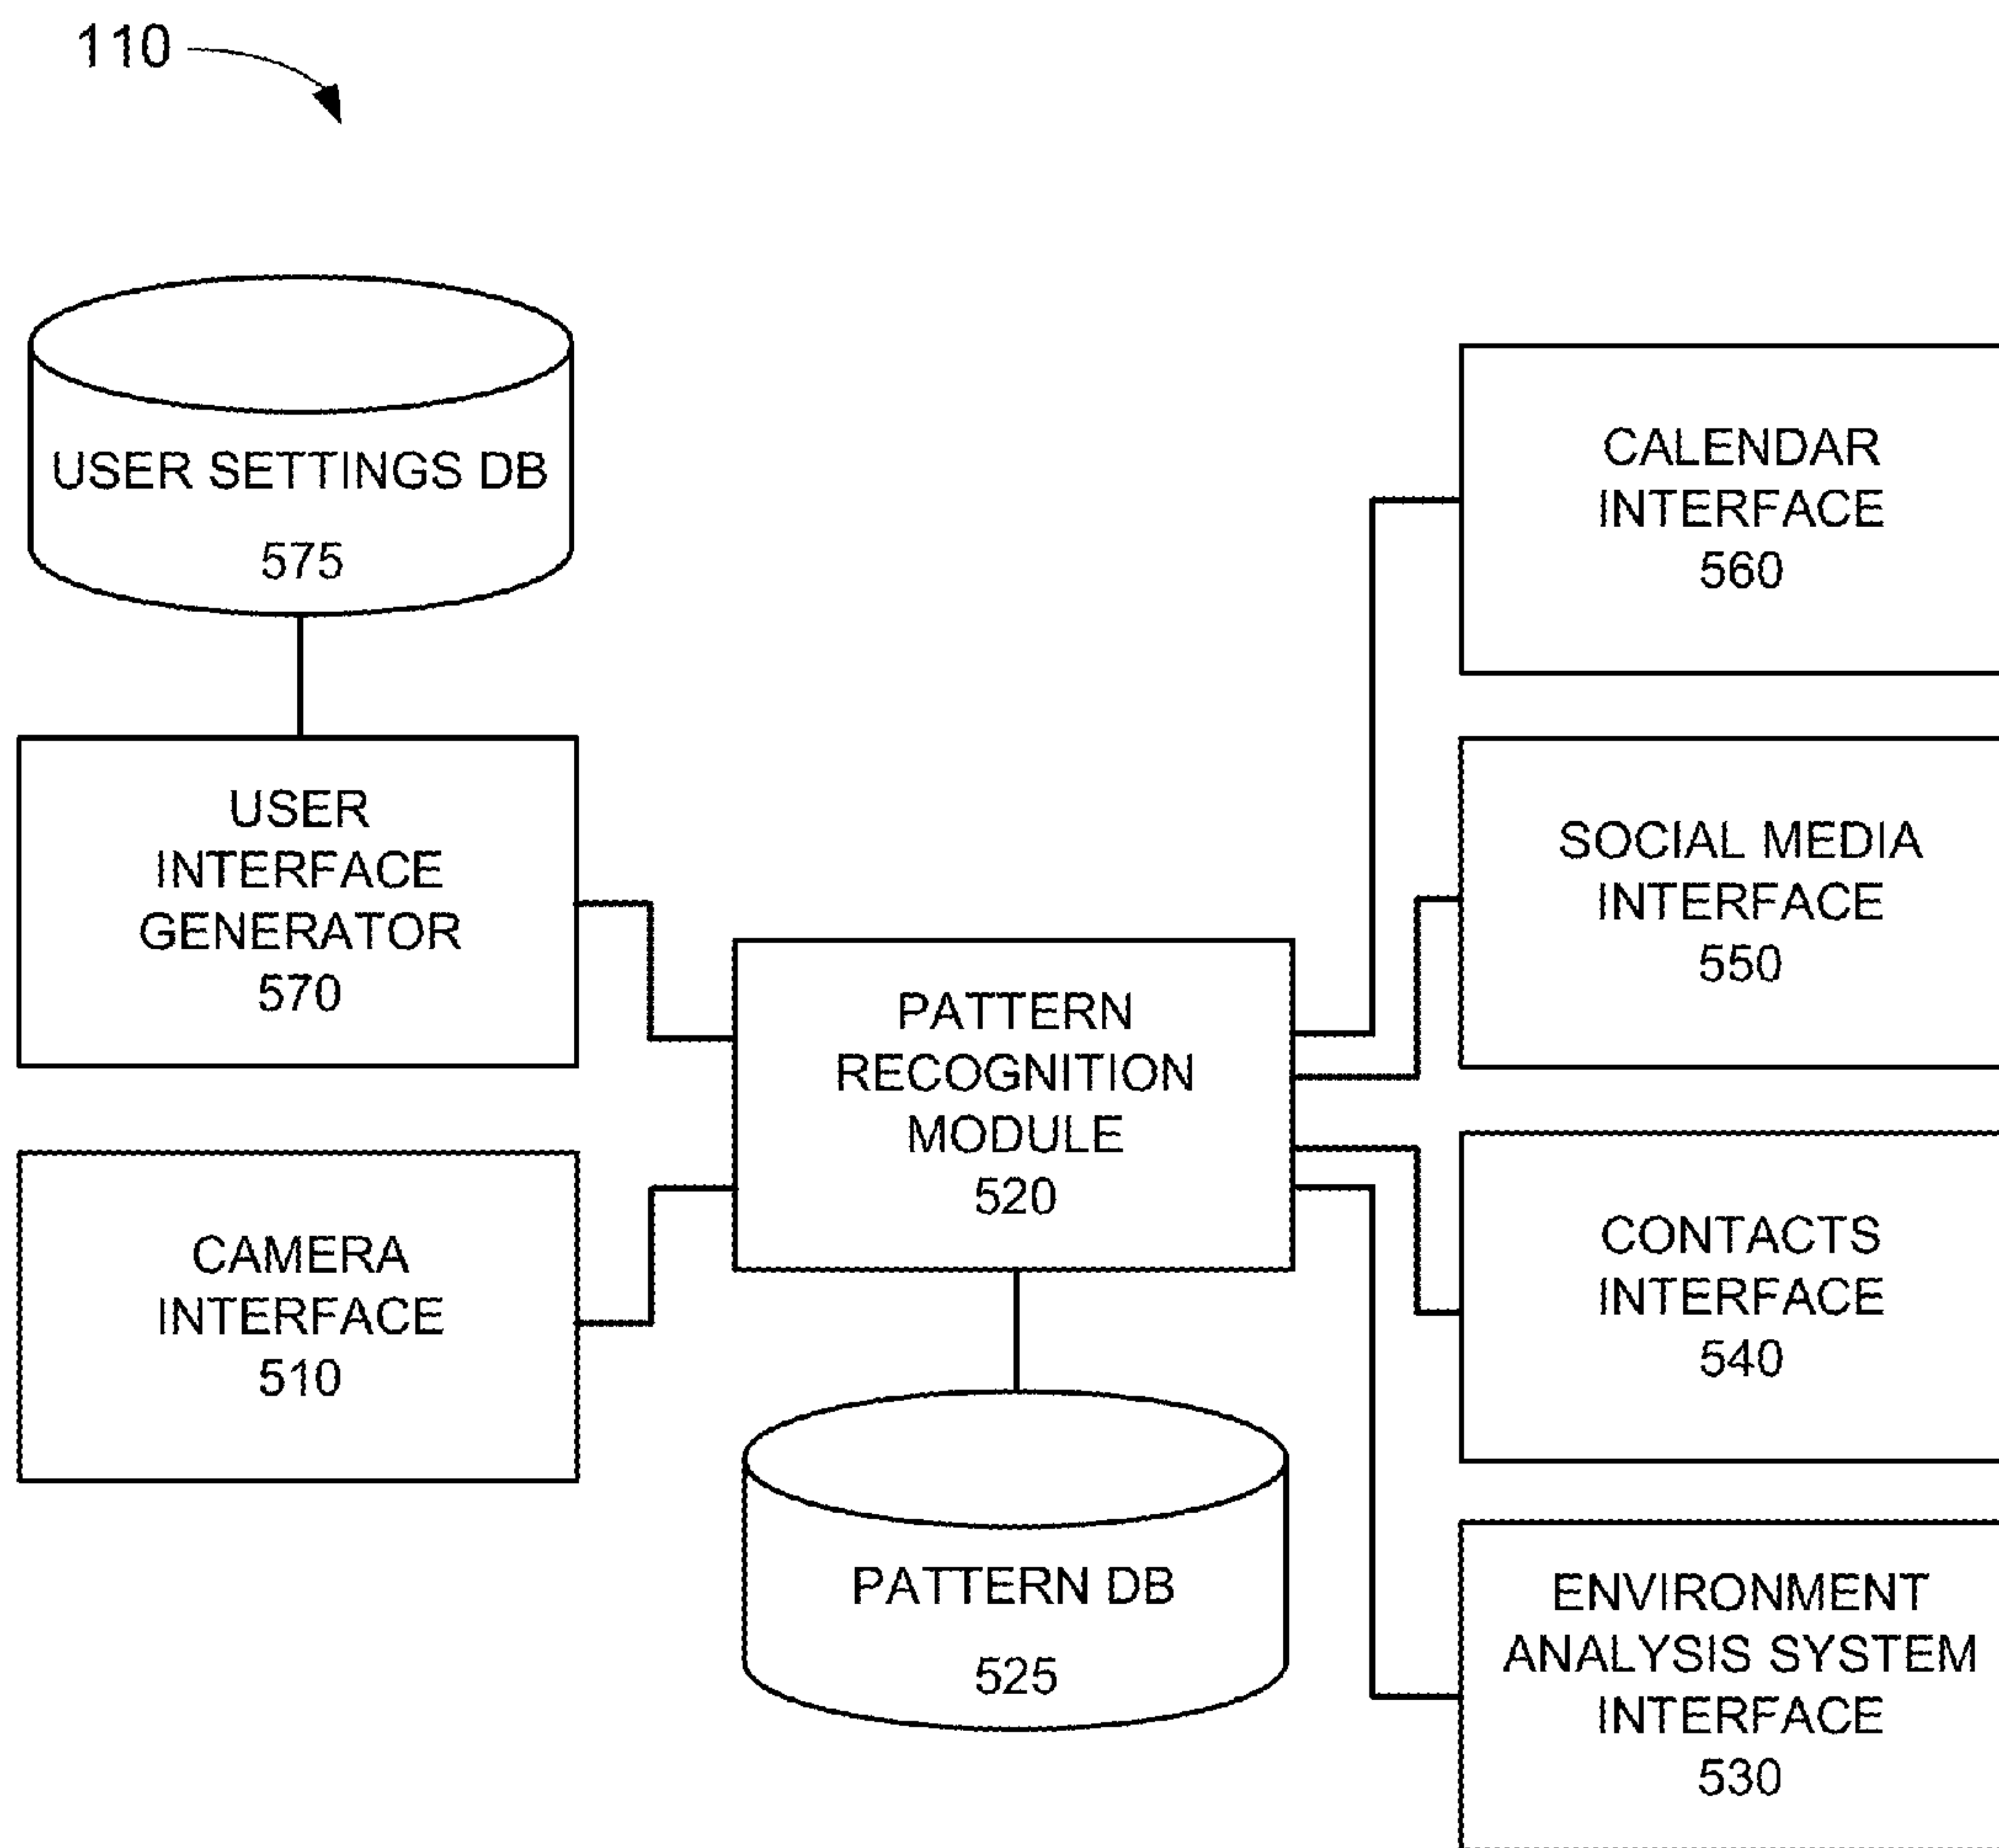 110
USER SETTINGS DB
575
USER
INTERFACE
GENERATOR
570
CAMERA
INTERFACE
510
PATTERN
RECOGNITION
MODULE
520
PATTERN DB
525
CALENDAR
INTERFACE
560
SOCIAL MEDIA
INTERFACE
550
CONTACTS
INTERFACE
540
ENVIRONMENT
ANALYSIS SYSTEM
INTERFACE
530